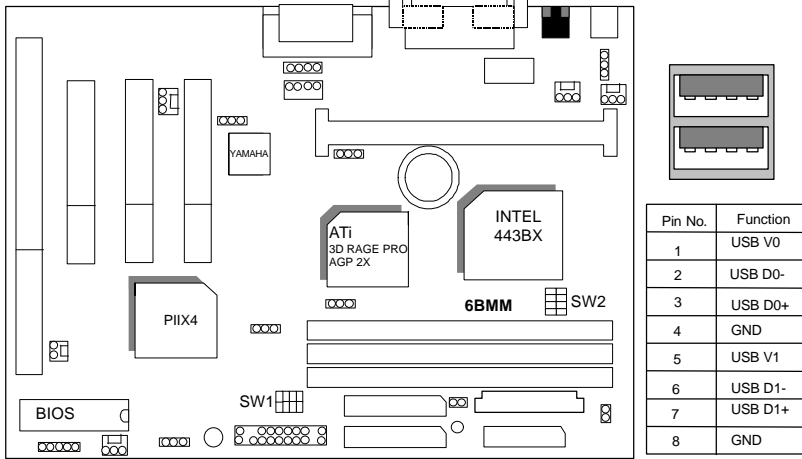 YAMAHA
ATi
3D RAGE PRO
AGP 2X
INTEL
443BX
PIIX4
6BMM
SW2
SW1
BIOS
Pin No. Function
1 USB V0
2 USB D0-
3 USB D0+
4 GND
5 USB V1
6 USB D1-
7 USB D1+
8 GND